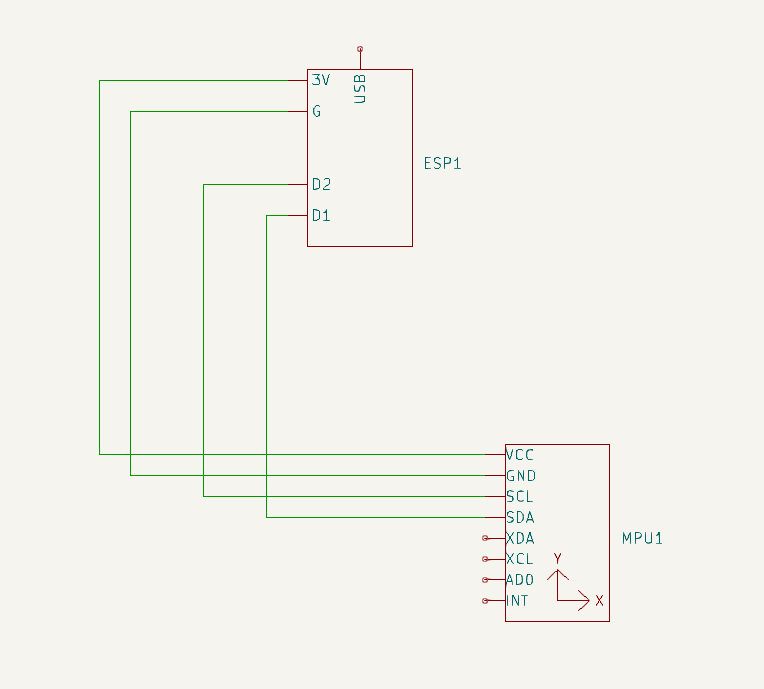 3V
USB
G
ESP1
D2
D1
VCC
GND
SCL
SDA
XDA
MPU1
XCL
Y
AD0
INT
X